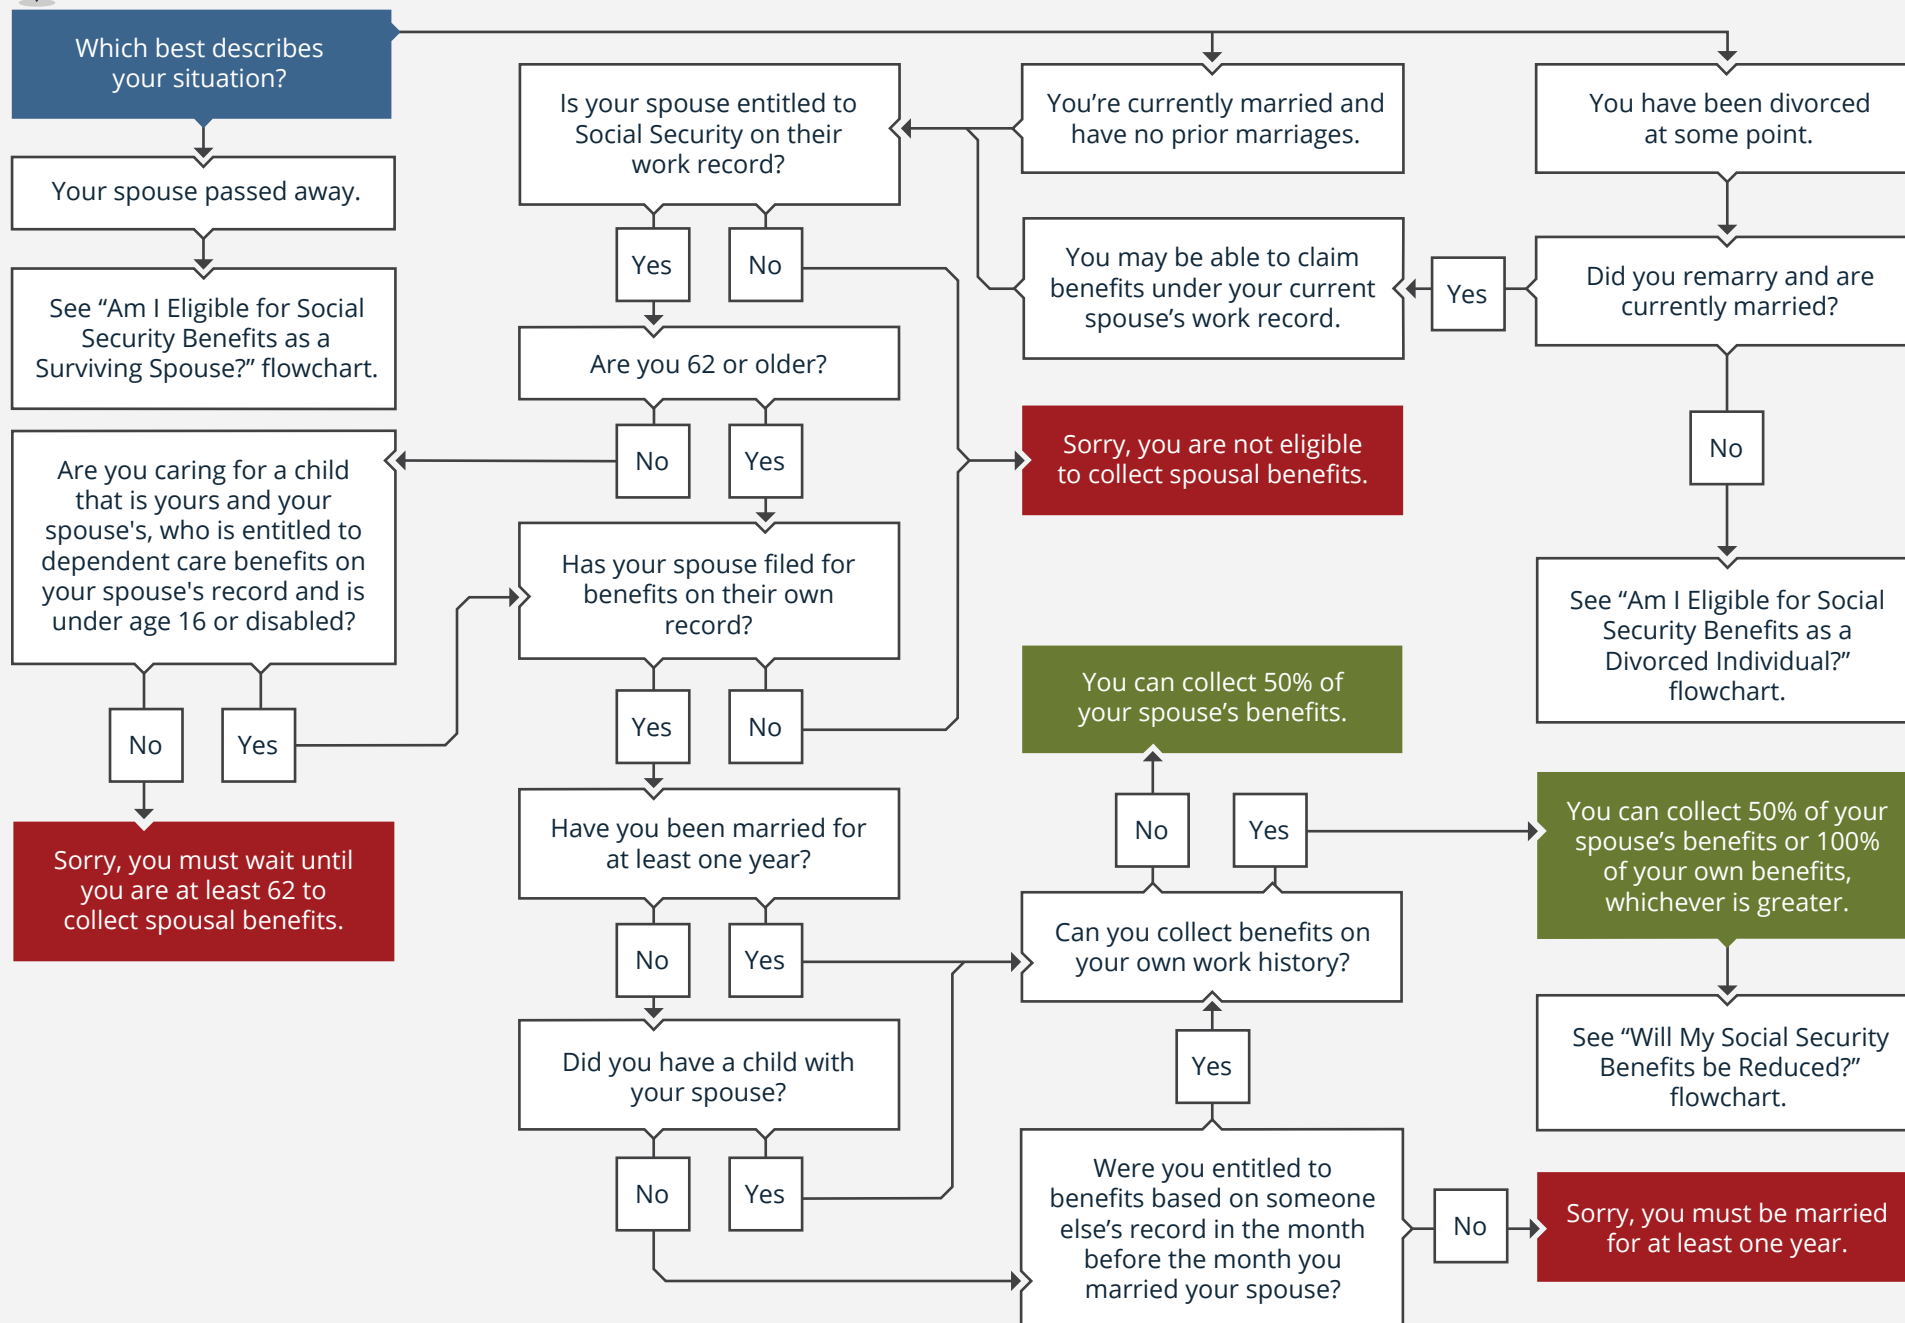 Which best describes
your situation?
Your spouse passed away.
See “Am I Eligible for Social
Security Benefits as a
Surviving Spouse?” flowchart.
You’re currently married and
have no prior marriages.
You have been divorced
at some point.
Did you remarry and are
currently married?
Yes
You may be able to claim
benefits under your current
spouse’s work record.
No
See “Am I Eligible for Social
Security Benefits as a
Divorced Individual?”
flowchart.
Is your spouse entitled to
Social Security on their
work record?
Yes
No
Sorry, you are not eligible
to collect spousal benefits.
Are you 62 or older?
No
Yes
Are you caring for a child
that is yours and your
spouse's, who is entitled to
dependent care benefits on
your spouse's record and is
under age 16 or disabled?
No
Yes
Sorry, you must wait until
you are at least 62 to
collect spousal benefits.
Has your spouse filed for
benefits on their own
record?
Yes
No
Have you been married for
at least one year?
No
Yes
Did you have a child with
your spouse?
No
Yes
Were you entitled to
benefits based on someone
else’s record in the month
before the month you
married your spouse?
Yes
No
Sorry, you must be married
for at least one year.
Can you collect benefits on
your own work history?
No
Yes
You can collect 50% of
your spouse’s benefits.
You can collect 50% of your
spouse’s benefits or 100%
of your own benefits,
whichever is greater.
See “Will My Social Security
Benefits be Reduced?”
flowchart.